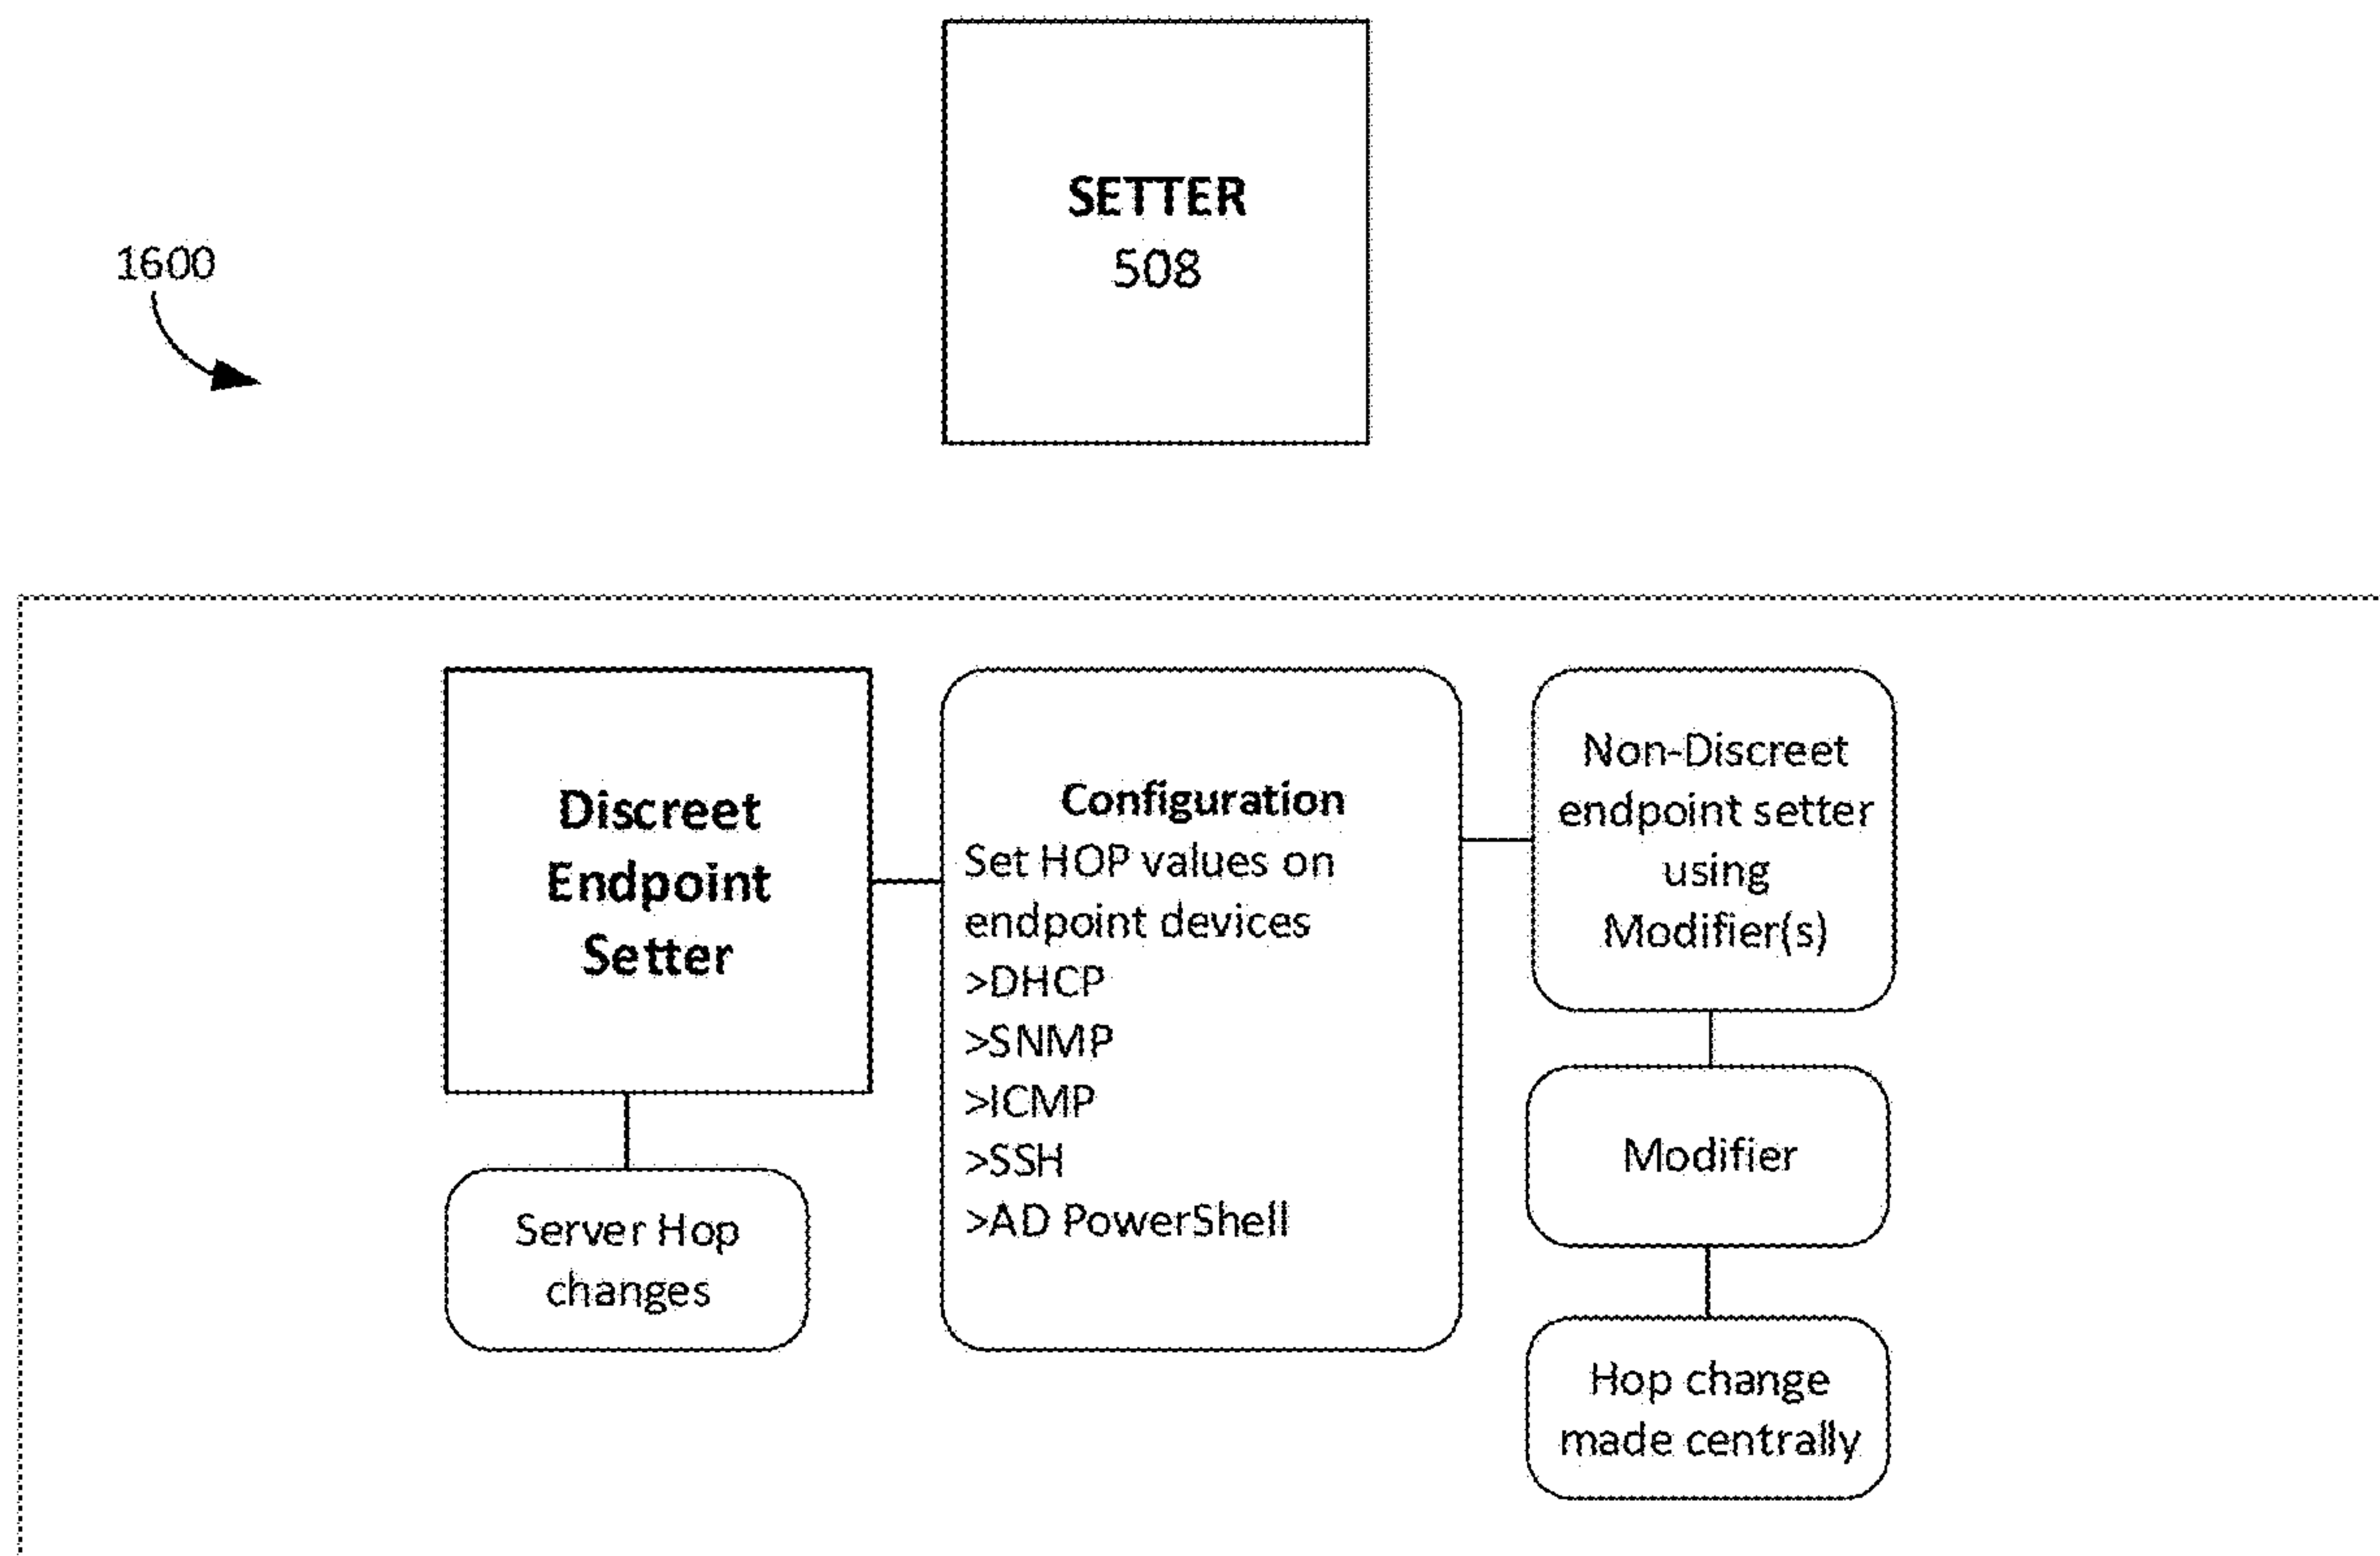 SETTER
508
1600
Discreet
Endpoint
Setter
Server Hop
changes
Configuration
Set HOP values on
endpoint devices
>DHCP
>SNMP
>ICMP
>SSH
>AD PowerShell
Non-Discreet
endpoint setter
using
Modifier(s)
Modifier
Hop change
made centrally